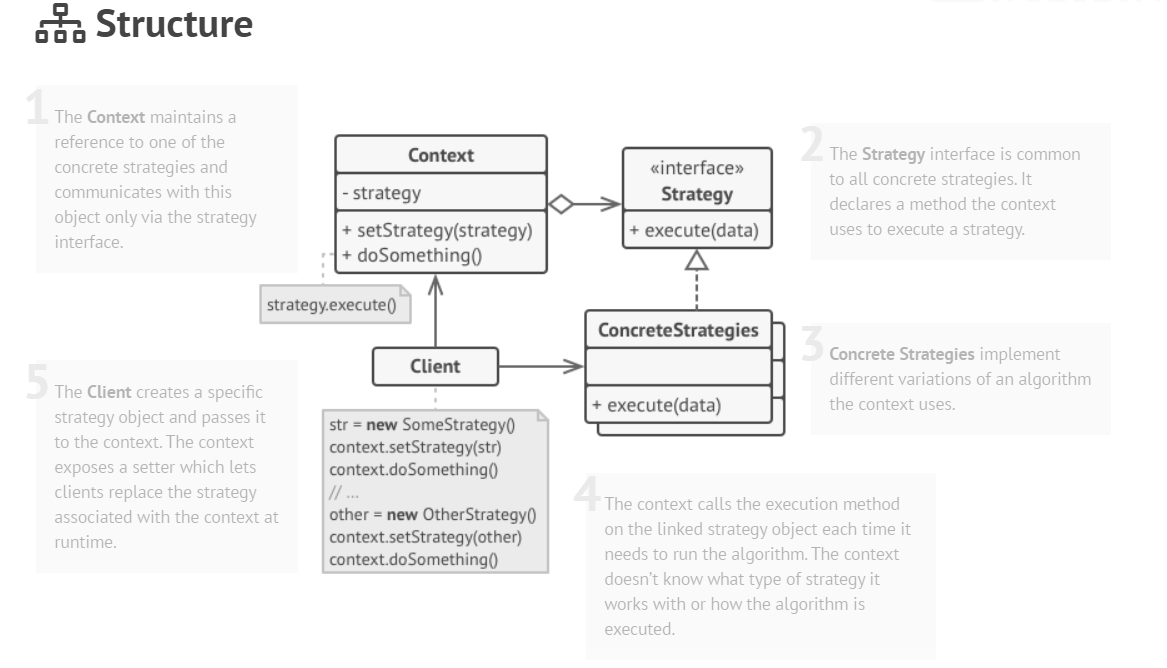 Structure
1
The Context maintains a
reference to one of the
concrete strategies and
communicates with this
object only via the strategy
interface.
Context
- strategy
+ setStrategy(strategy)
+ doSomething()
strategy.execute()
«interface»
Strategy
+ execute(data)
2
The Strategy interface is common
to all concrete strategies. It
declares a method the context
uses to execute a strategy.
ConcreteStrategies
+ execute(data)
3
Concrete Strategies implement
different variations of an algorithm
the context uses.
Client
str = new SomeStrategy()
context.setStrategy(str)
context.doSomething()
// ...
other = new OtherStrategy()
context.setStrategy(other)
context.doSomething()
4
The context calls the execution method
on the linked strategy object each time it
needs to run the algorithm. The context
doesn't know what type of strategy it
works with or how the algorithm is
executed.
5
The Client creates a specific
strategy object and passes it
to the context. The context
exposes a setter which lets
clients replace the strategy
associated with the context at
runtime.